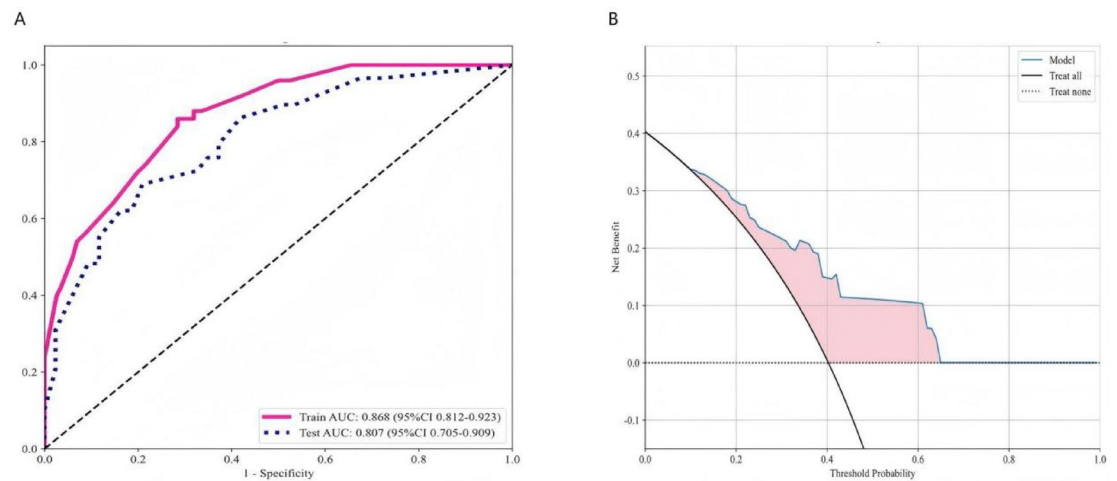 A
1.0
0.8
0.6
0.4
0.2
0.0
0.0 0.2 0.4 0.6 0.8 1.0
1 - Specificity
Train AUC: 0.868 (95%CI 0.812-0.923)
Test AUC: 0.807 (95%CI 0.705-0.909)
B
0.5
0.4
0.3
0.2
0.1
0.0
-0.1
Net Benefit
0.0 0.2 0.4 0.6 0.8 1.0
Threshold Probability
Model
Treat all
Treat none